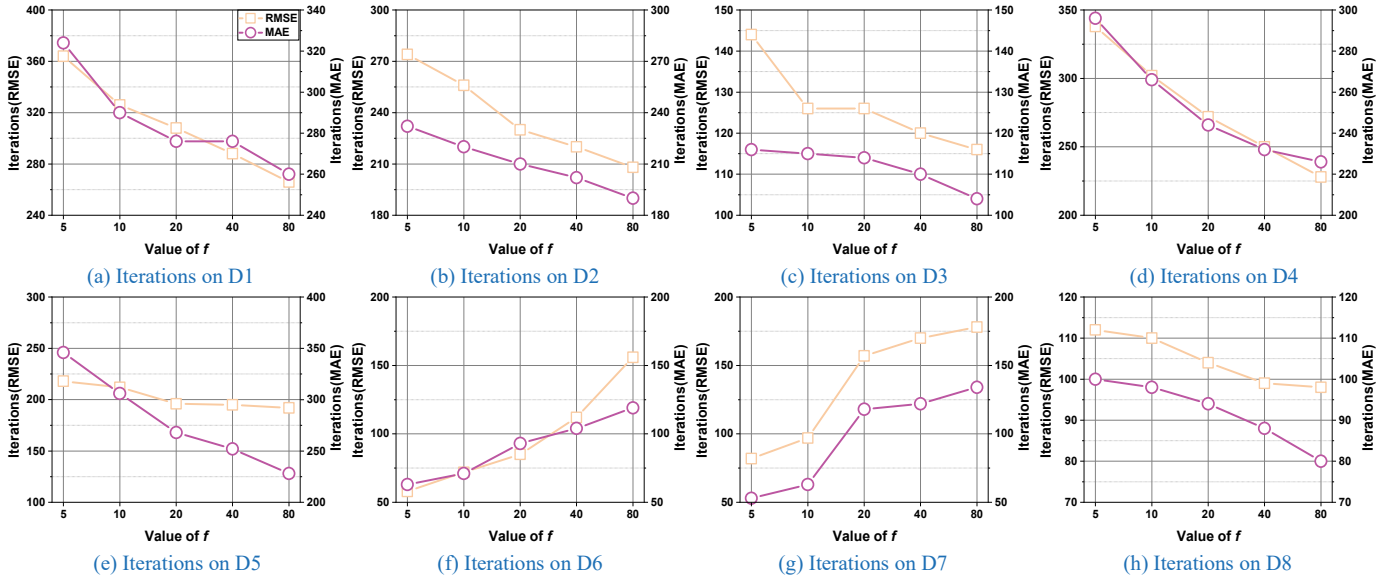 400 340 300 300 150 150 350 300
RMSE
MAE
360 320 300 280 260 240
320 300 280 260 240
280
240
Iterations(RMSE)
Iterations(MAE)
5 10 20 40 80
Value of f
(a) Iterations on D1
300 270 240 210 180
Iterations(RMSE)
300 270 240 210 180
Iterations(MAE)
5 10 20 40 80
Value of f
(b) Iterations on D2
150 140 130 120 110 100
Iterations(RMSE)
150 140 130 120 110 100
Iterations(MAE)
5 10 20 40 80
Value of f
(c) Iterations on D3
350 300 250 200
Iterations(RMSE)
300 280 260 240 220 200
Iterations(MAE)
5 10 20 40 80
Value of f
(d) Iterations on D4
300 250 200 150 100
Iterations(RMSE)
400 350 300 250 200
Iterations(MAE)
5 10 20 40 80
Value of f
(e) Iterations on D5
200 150 100 50
Iterations(RMSE)
200 150 100 50
Iterations(MAE)
5 10 20 40 80
Value of f
(f) Iterations on D6
200 150 100 50
Iterations(RMSE)
200 150 100 50
Iterations(MAE)
5 10 20 40 80
Value of f
(g) Iterations on D7
120 110 100 90 80 70
Iterations(RMSE)
120 110 100 90 80 70
Iterations(MAE)
5 10 20 40 80
Value of f
(h) Iterations on D8